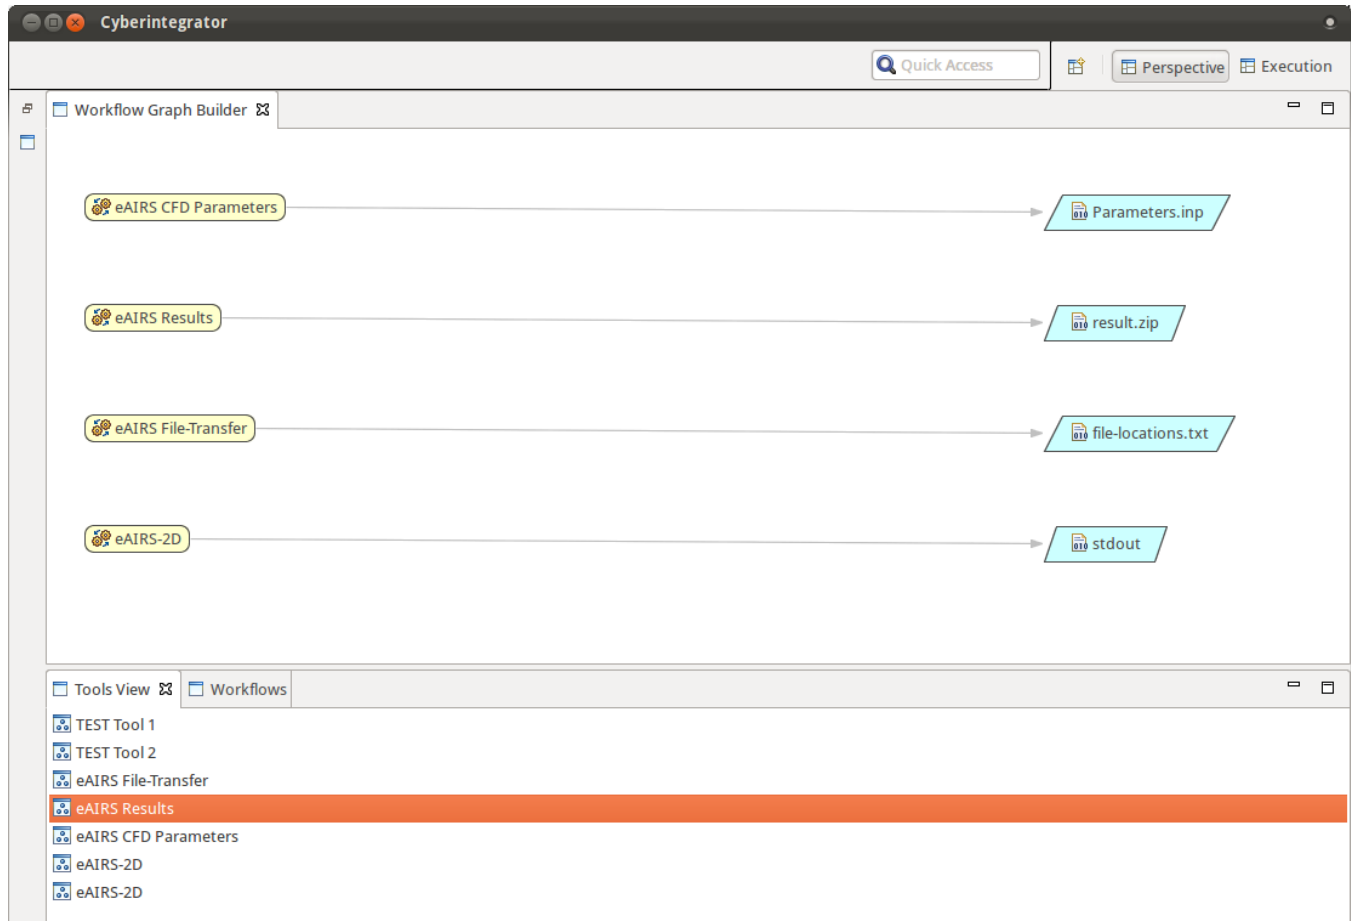 Cyberintegrator
Quick Access
Perspective
Execution
Workflow Graph Builder
eAIRS CFD Parameters
Parameters.inp
eAIRS Results
result.zip
eAIRS File-Transfer
file-locations.txt
eAIRS-2D
stdout
Tools View
Workflows
TEST Tool 1
TEST Tool 2
eAIRS File-Transfer
eAIRS Results
eAIRS CFD Parameters
eAIRS-2D
eAIRS-2D